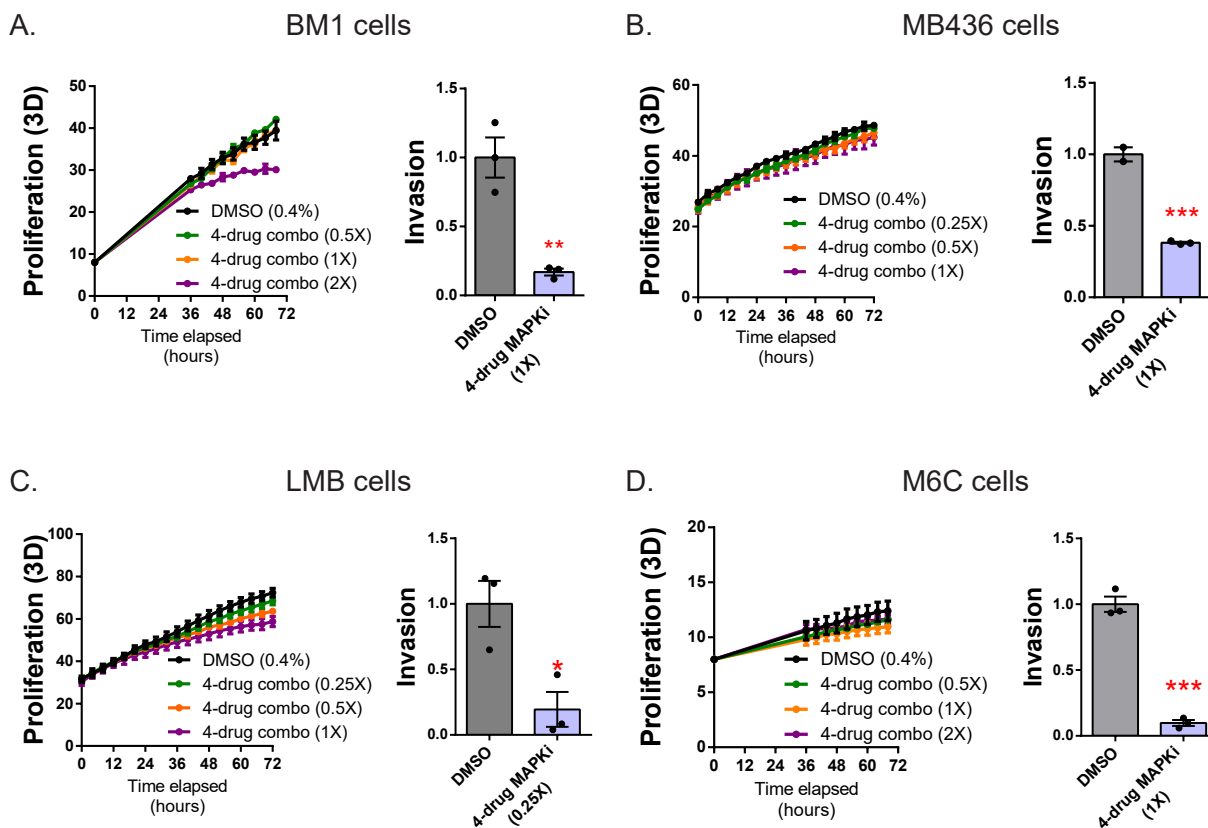 A.
BM1 cells
Proliferation (3D)
50
40
30
20
10
0
0 12 24 36 48 60 72
Time elapsed
(hours)
DMSO (0.4%)
4-drug combo (0.5X)
4-drug combo (1X)
4-drug combo (2X)
Invasion
1.5
1.0
0.5
0.0
**
DMSO
4-drug MAPKi
(1X)
B.
MB436 cells
Proliferation (3D)
60
40
20
0
0 12 24 36 48 60 72
Time elapsed
(hours)
DMSO (0.4%)
4-drug combo (0.25X)
4-drug combo (0.5X)
4-drug combo (1X)
Invasion
1.5
1.0
0.5
0.0
***
DMSO
4-drug MAPKi
(1X)
C.
LMB cells
Proliferation (3D)
100
80
60
40
20
0
0 12 24 36 48 60 72
Time elapsed
(hours)
DMSO (0.4%)
4-drug combo (0.25X)
4-drug combo (0.5X)
4-drug combo (1X)
Invasion
1.5
1.0
0.5
0.0
*
DMSO
4-drug MAPKi
(0.25X)
D.
M6C cells
Proliferation (3D)
20
15
10
5
0
0 12 24 36 48 60 72
Time elapsed
(hours)
DMSO (0.4%)
4-drug combo (0.5X)
4-drug combo (1X)
4-drug combo (2X)
Invasion
1.5
1.0
0.5
0.0
***
DMSO
4-drug MAPKi
(1X)